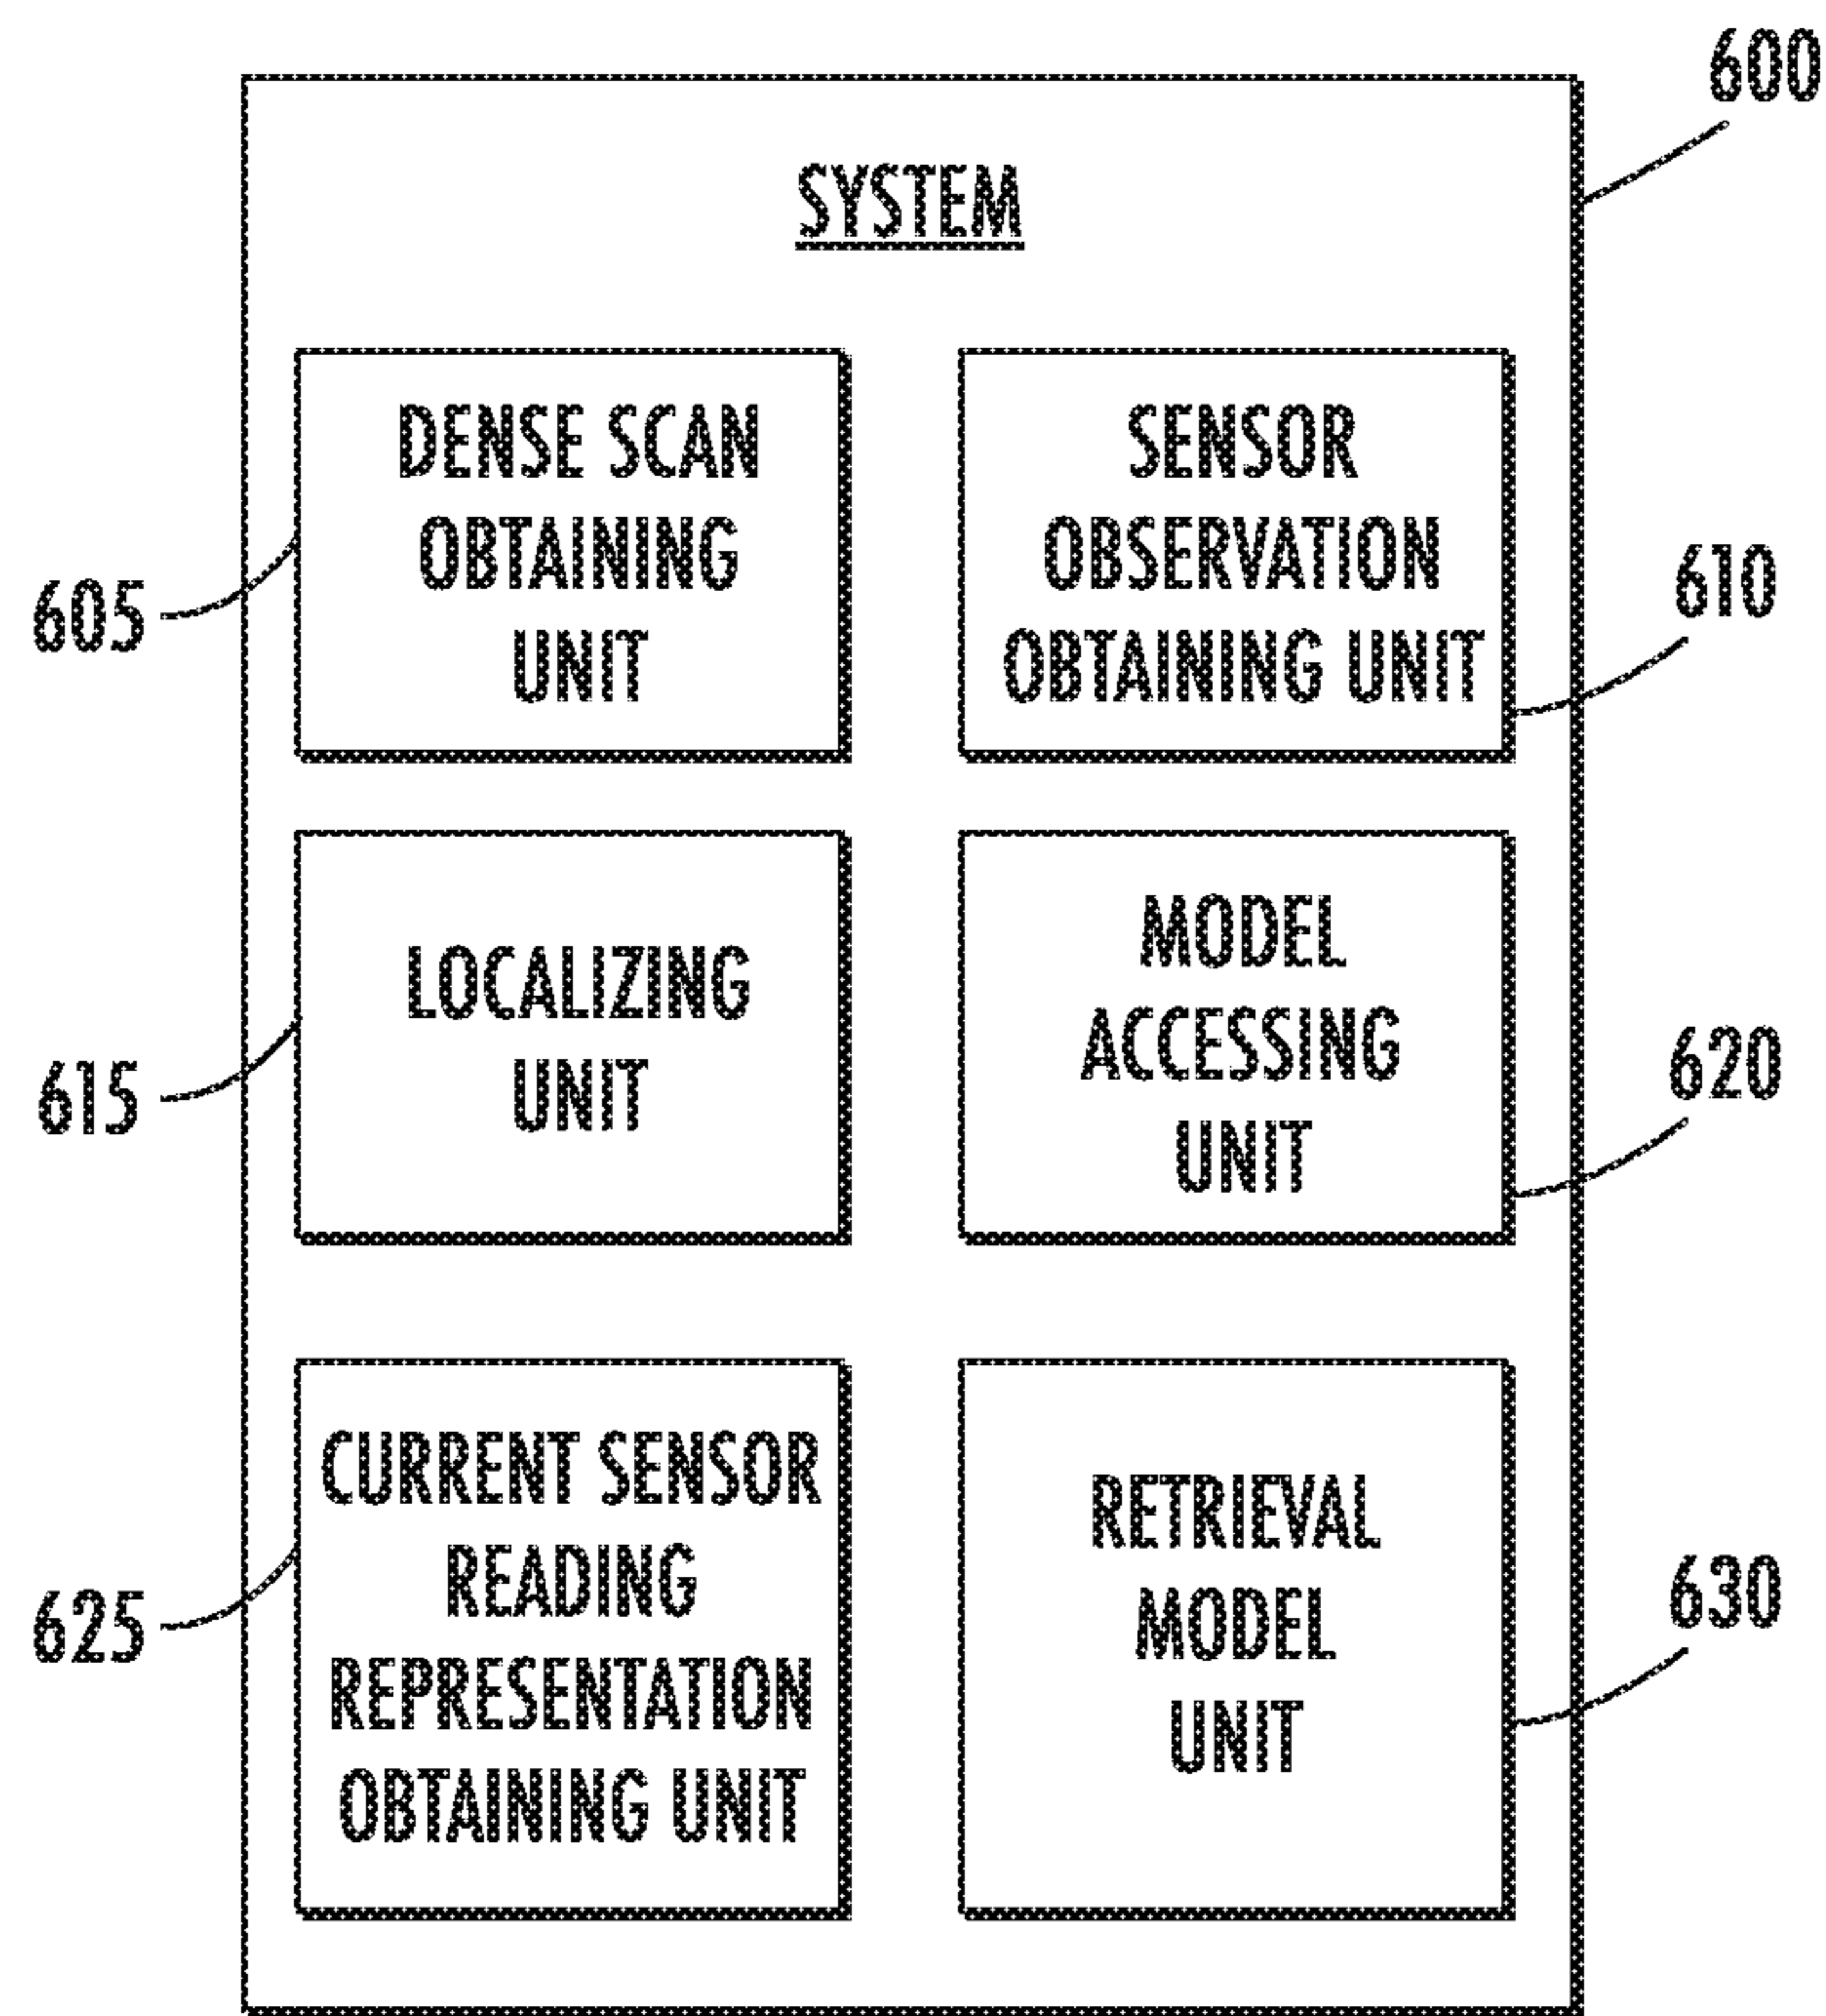 600
SYSTEM
DENSE SCAN
OBTAINING
UNIT
605
SENSOR
OBSERVATION
OBTAINING UNIT
610
LOCALIZING
UNIT
615
MODEL
ACCESSING
UNIT
620
CURRENT SENSOR
READING
REPRESENTATION
OBTAINING UNIT
625
RETRIEVAL
MODEL
UNIT
630